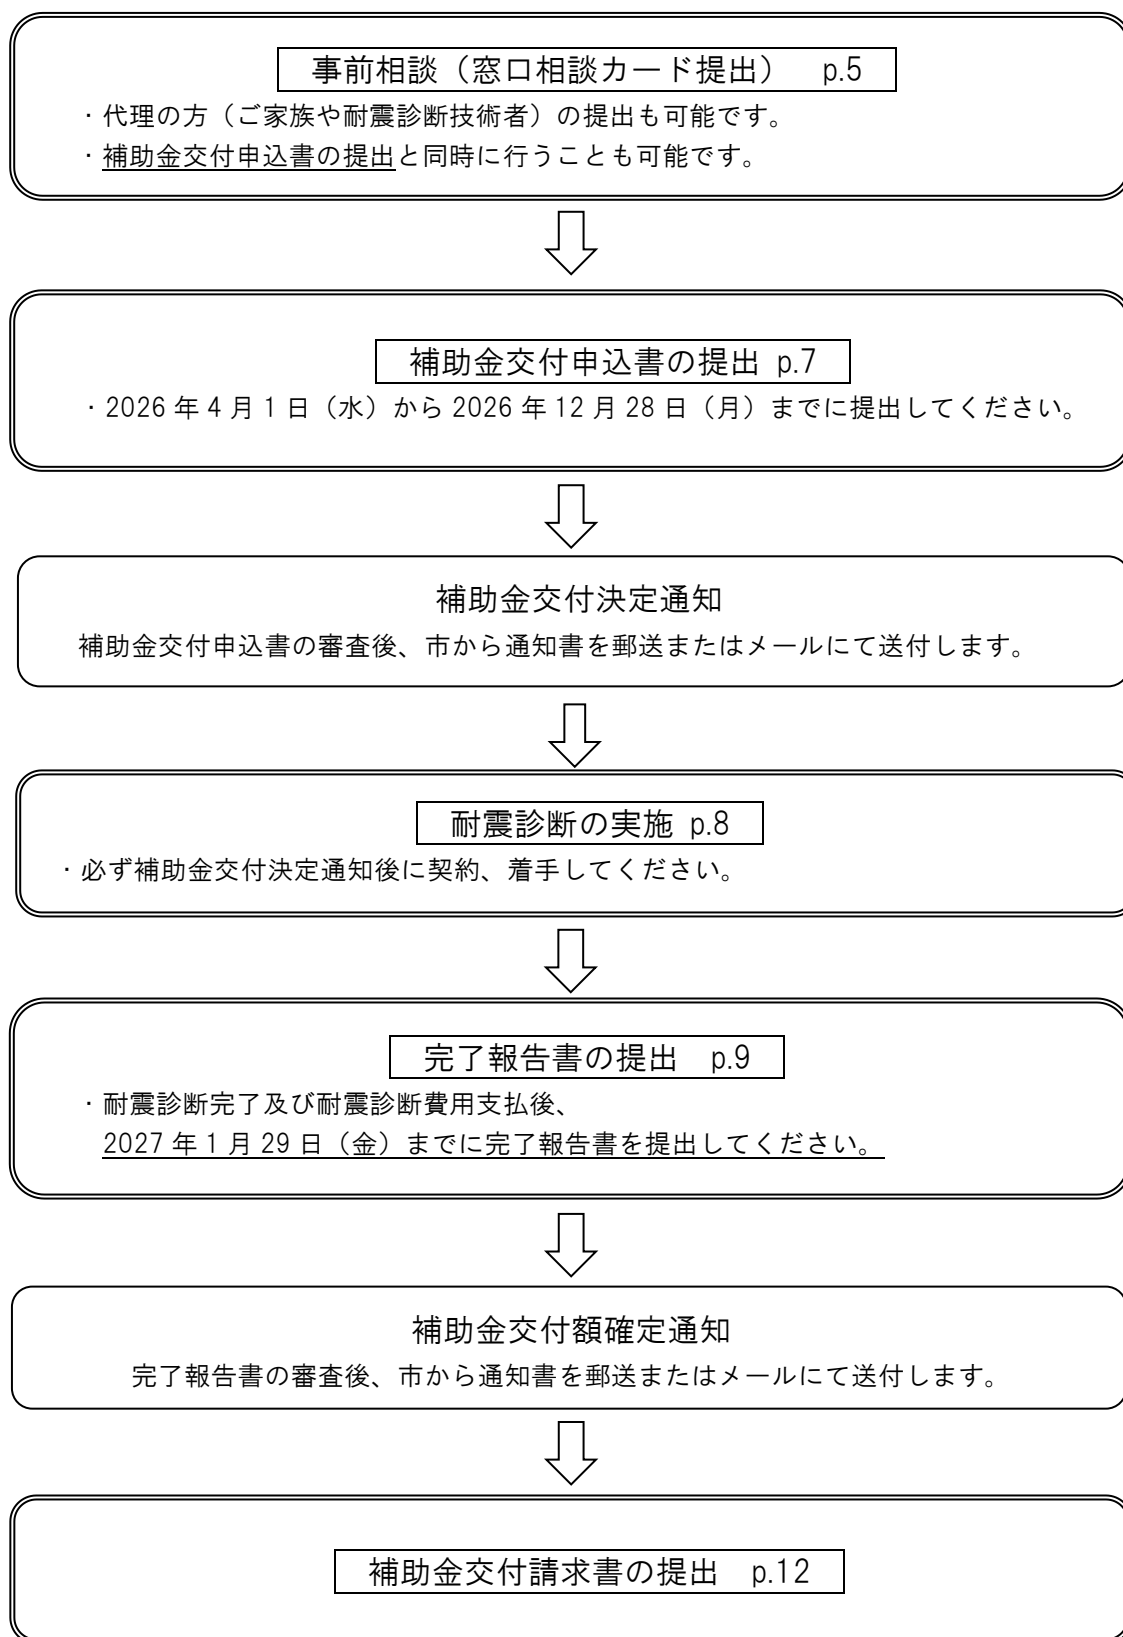 事前相談（窓口相談カード提出）　p.5
・代理の方（ご家族や耐震診断技術者）の提出も可能です。
・補助金交付申込書の提出と同時に行うことも可能です。
補助金交付申込書の提出 p.7
・2026 年 4 月 1 日（水）から 2026 年 12 月 28 日（月）までに提出してください。
補助金交付決定通知
補助金交付申込書の審査後、市から通知書を郵送またはメールにて送付します。
耐震診断の実施 p.8
・必ず補助金交付決定通知後に契約、着手してください。
完了報告書の提出　p.9
・耐震診断完了及び耐震診断費用支払後、
2027 年 1 月 29 日（金）までに完了報告書を提出してください。
補助金交付額確定通知
完了報告書の審査後、市から通知書を郵送またはメールにて送付します。
補助金交付請求書の提出　p.12